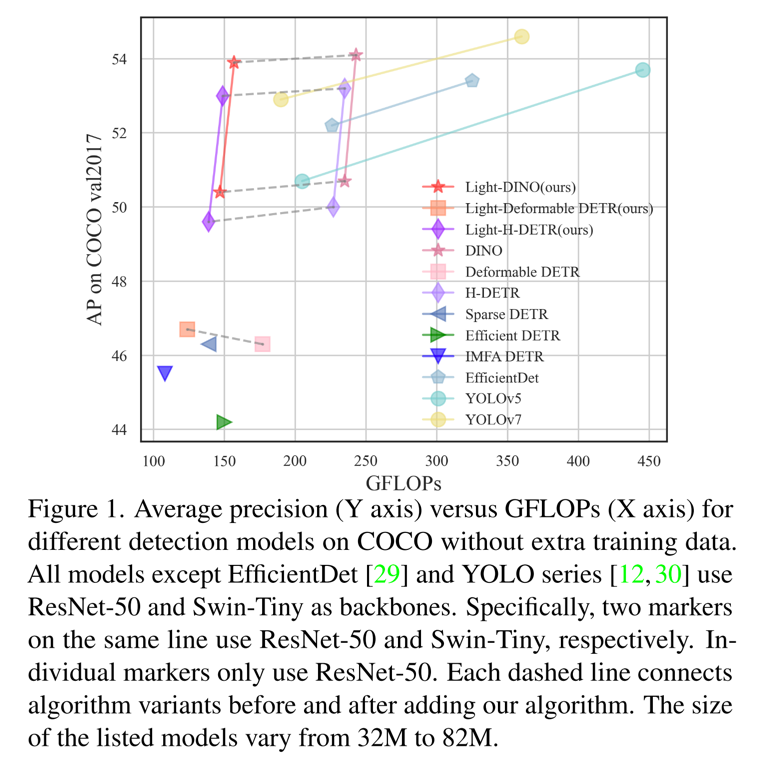 54
52
50
48
46
44
AP on COCO val2017
Light-DINO(ours)
Light-Deformable DETR(ours)
Light-H-DETR(ours)
DINO
Deformable DETR
H-DETR
Sparse DETR
Efficient DETR
IMFA DETR
EfficientDet
YOLOv5
YOLOv7
100 150 200 250 300 350 400 450
GFLOPs
Figure 1. Average precision (Y axis) versus GFLOPs (X axis) for
different detection models on COCO without extra training data.
All models except EfficientDet [29] and YOLO series [12, 30] use
ResNet-50 and Swin-Tiny as backbones. Specifically, two markers
on the same line use ResNet-50 and Swin-Tiny, respectively. In-
dividual markers only use ResNet-50. Each dashed line connects
algorithm variants before and after adding our algorithm. The size
of the listed models vary from 32M to 82M.